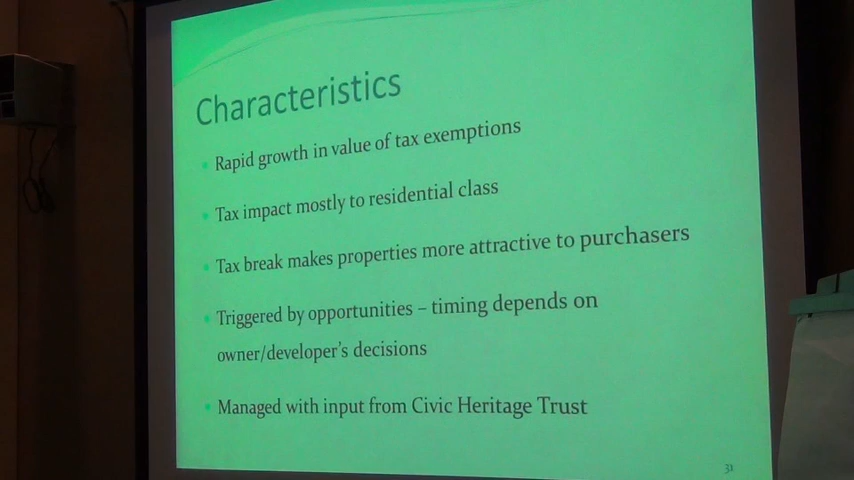 Characteristics
Rapid growth in value of tax exemptions
Tax impact mostly to residential class
Tax break makes properties more attractive to purchasers
Triggered by opportunities – timing depends on
owner/developer's decisions
Managed with input from Civic Heritage Trust
31